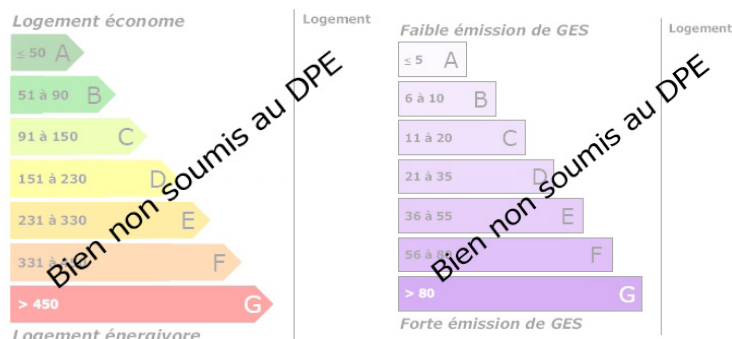 Logement économe
Logement
≤ 50 A
51 à 90 B
91 à 150 C
151 à 230 D
231 à 330 E
331 à F
> 450 G
Logement énergivore
Bien non soumis au DPE
Faible émission de GES
Logement
≤ 5 A
6 à 10 B
11 à 20 C
21 à 35 D
36 à 55 E
56 à 80 F
> 80 G
Forte émission de GES
Bien non soumis au DPE